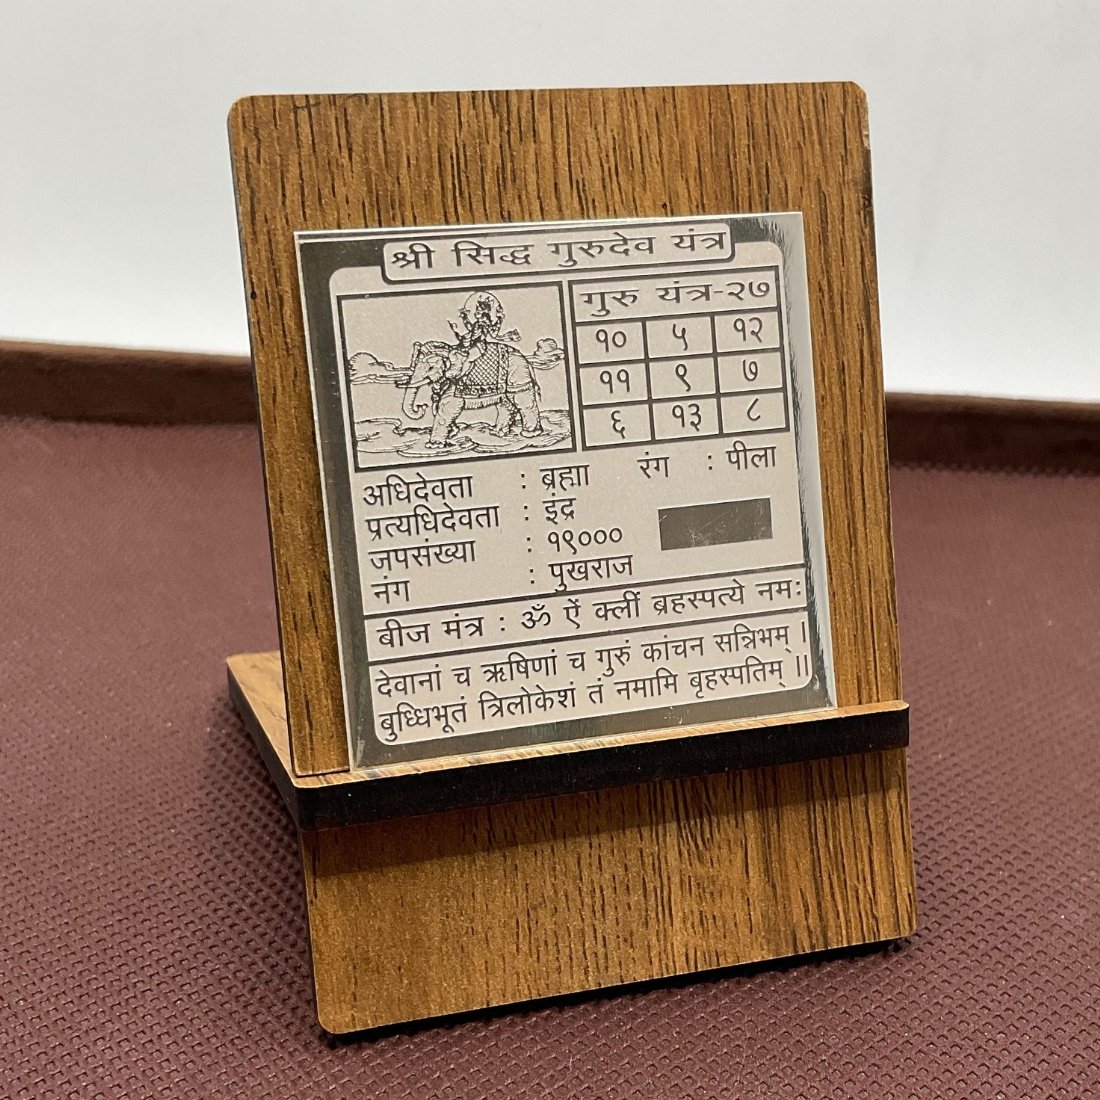 श्री सिद्ध गुरुदेव यंत्र
गुरु यंत्र-२७
१० ५ १२
११ ९ ७
६ १३ ८
अधिदेवता : ब्रह्मा रंग : पीला
प्रत्यधिदेवता : इंद्र
जपसंख्या : १९०००
नंग : पुखराज
बीज मंत्र : ॐ ऐं क्लीं ब्रहस्पत्ये नमः
देवानां च ऋषिणां च गुरुं कांचन सन्निभम् ।
बुध्धिभूतं त्रिलोकेशं तं नमामि बृहस्पतिम् ॥